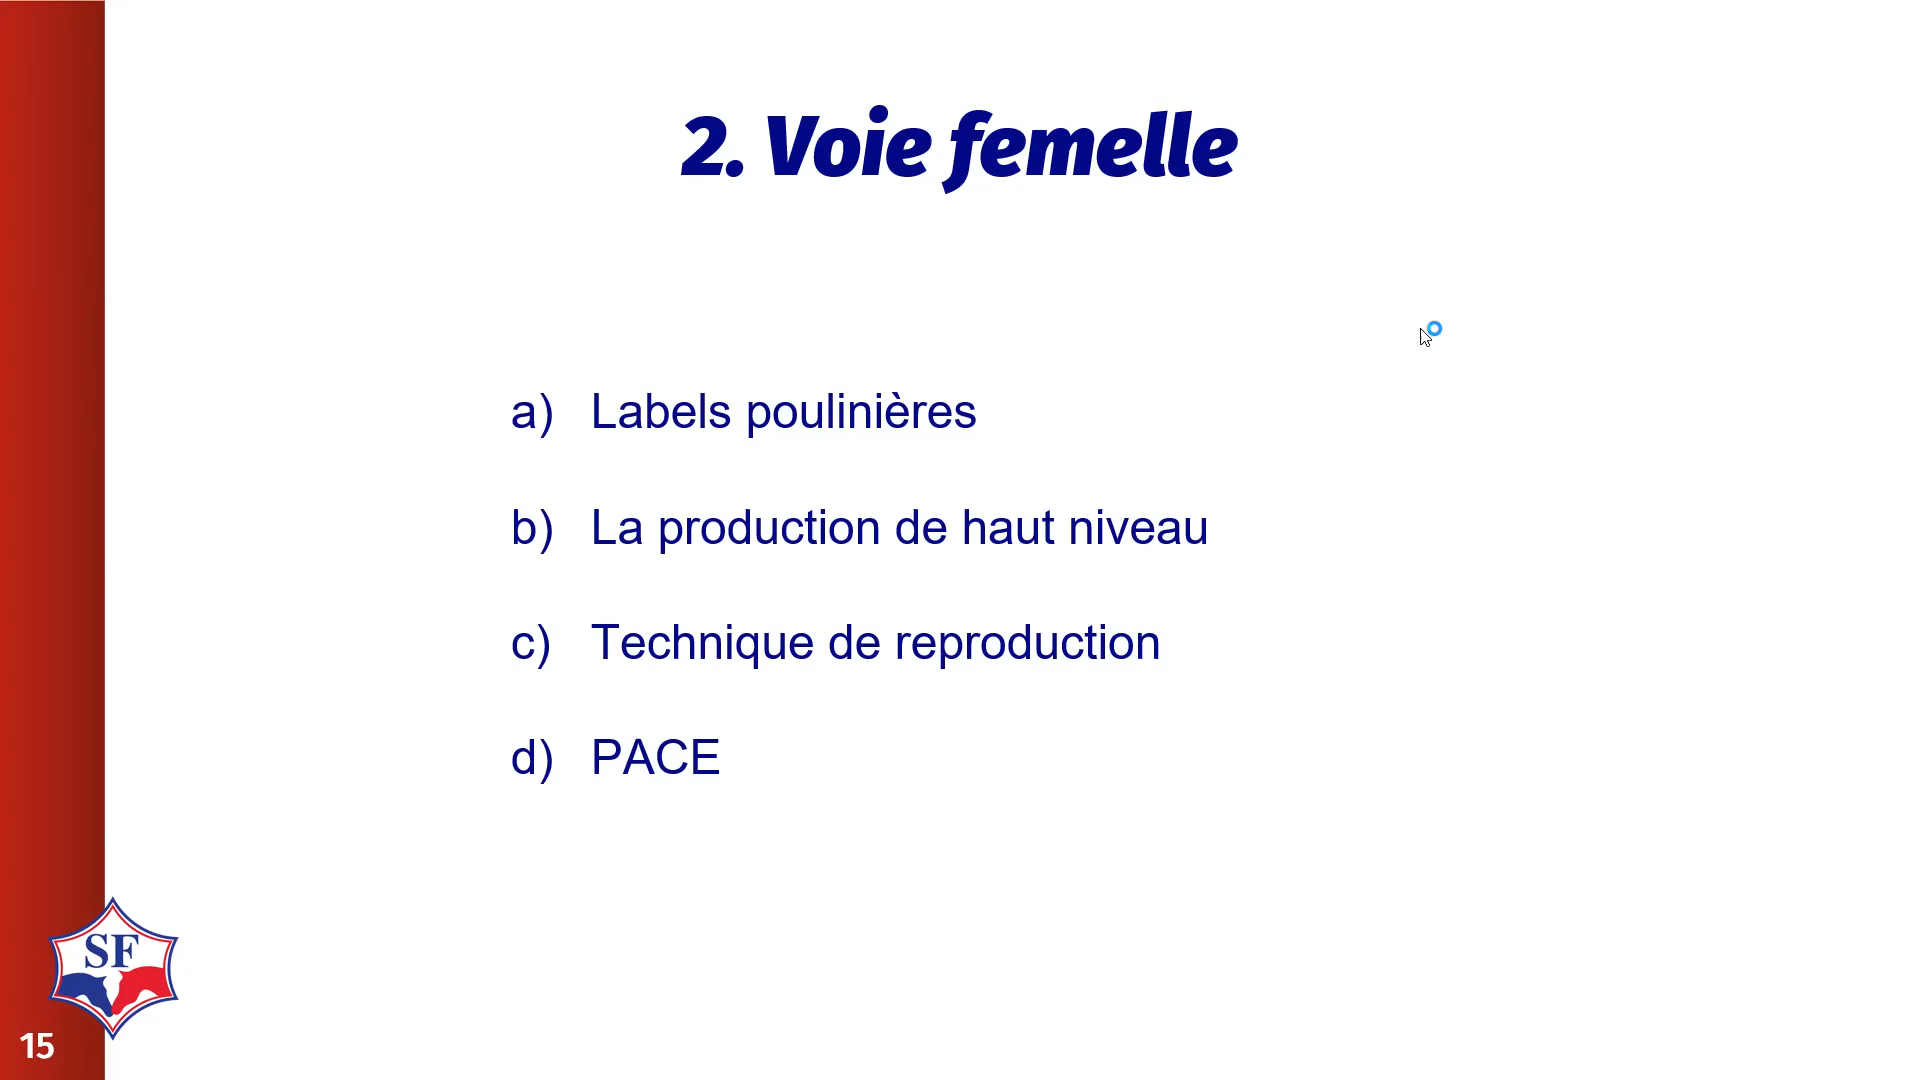 2. Voie femelle
a) Labels poulinières
b) La production de haut niveau
c) Technique de reproduction
d) PACE
SF
15